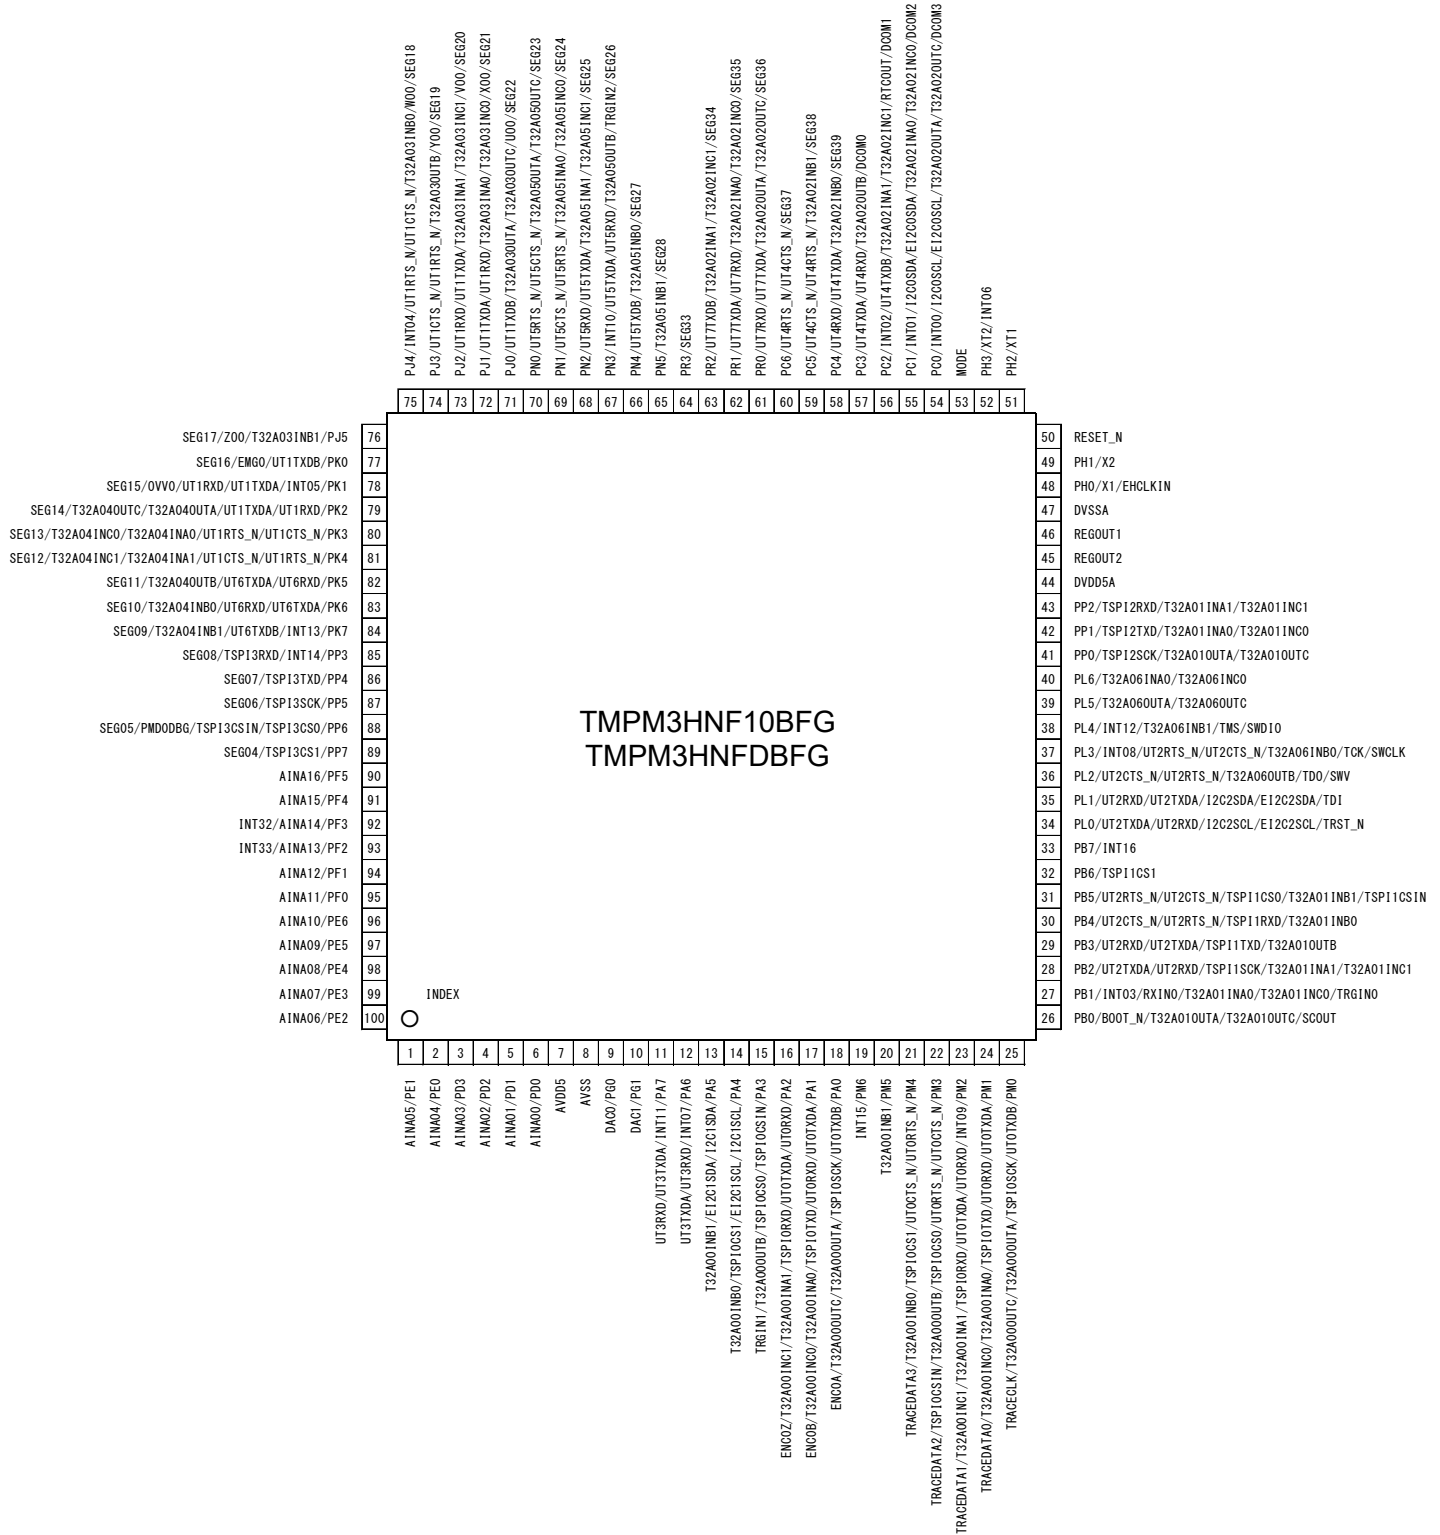 PJ4/INT04/UT1RTS_N/UT1CTS_N/T32A03INB0/WO0/SEG18
PJ3/UT1CTS_N/UT1RTS_N/T32A03OUTB/YO0/SEG19
PJ2/UT1RXD/UT1TXDA/T32A03INA1/T32A03INC1/VO0/SEG20
PJ1/UT1TXDA/UT1RXD/T32A03INA0/T32A03INC0/XO0/SEG21
PJ0/UT1TXDB/T32A03OUTA/T32A03OUTC/UO0/SEG22
PN0/UT5RTS_N/UT5CTS_N/T32A05OUTA/T32A05OUTC/SEG23
PN1/UT5CTS_N/UT5RTS_N/T32A05INA0/T32A05INC0/SEG24
PN2/UT5RXD/UT5TXDA/T32A05INA1/T32A05INC1/SEG25
PN3/INT10/UT5TXDA/UT5RXD/T32A05OUTB/TRGIN2/SEG26
PN4/UT5TXDB/T32A05INB0/SEG27
PN5/T32A05INB1/SEG28
PR3/SEG33
PR2/UT7TXDB/T32A02INA1/T32A02INC1/SEG34
PR1/UT7TXDA/UT7RXD/T32A02INA0/T32A02INC0/SEG35
PR0/UT7RXD/UT7TXDA/T32A02OUTA/T32A02OUTC/SEG36
PC6/UT4RTS_N/UT4CTS_N/SEG37
PC5/UT4CTS_N/UT4RTS_N/T32A02INB1/SEG38
PC4/UT4RXD/UT4TXDA/T32A02INB0/SEG39
PC3/UT4TXDA/UT4RXD/T32A02OUTB/DCOM0
PC2/INT02/UT4TXDB/T32A02INA1/T32A02INC1/RTCOUT/DCOM1
PC1/INT01/I2C0SDA/EI2C0SDA/T32A02INA0/T32A02INC0/DCOM2
PC0/INT00/I2C0SCL/EI2C0SCL/T32A02OUTA/T32A02OUTC/DCOM3
MODE
PH3/XT2/INT06
PH2/XT1
75 74 73 72 71 70 69 68 67 66 65 64 63 62 61 60 59 58 57 56 55 54 53 52 51
SEG17/ZO0/T32A03INB1/PJ5 76
SEG16/EMG0/UT1TXDB/PK0 77
SEG15/OVV0/UT1RXD/UT1TXDA/INT05/PK1 78
SEG14/T32A04OUTC/T32A04OUTA/UT1TXDA/UT1RXD/PK2 79
SEG13/T32A04INC0/T32A04INA0/UT1RTS_N/UT1CTS_N/PK3 80
SEG12/T32A04INC1/T32A04INA1/UT1CTS_N/UT1RTS_N/PK4 81
SEG11/T32A04OUTB/UT6TXDA/UT6RXD/PK5 82
SEG10/T32A04INB0/UT6RXD/UT6TXDA/PK6 83
SEG09/T32A04INB1/UT6TXDB/INT13/PK7 84
SEG08/TSPI3RXD/INT14/PP3 85
SEG07/TSPI3TXD/PP4 86
SEG06/TSPI3SCK/PP5 87
SEG05/PMD0DBG/TSPI3CSIN/TSPI3CS0/PP6 88
SEG04/TSPI3CS1/PP7 89
AINA16/PF5 90
AINA15/PF4 91
INT32/AINA14/PF3 92
INT33/AINA13/PF2 93
AINA12/PF1 94
AINA11/PF0 95
AINA10/PE6 96
AINA09/PE5 97
AINA08/PE4 98
AINA07/PE3 99
AINA06/PE2 100
TMPM3HNF10BFG
TMPM3HNFDBFG
INDEX
50 RESET_N
49 PH1/X2
48 PH0/X1/EHCLKIN
47 DVSSA
46 REGOUT1
45 REGOUT2
44 DVDD5A
43 PP2/TSPI2RXD/T32A01INA1/T32A01INC1
42 PP1/TSPI2TXD/T32A01INA0/T32A01INC0
41 PP0/TSPI2SCK/T32A01OUTA/T32A01OUTC
40 PL6/T32A06INA0/T32A06INC0
39 PL5/T32A06OUTA/T32A06OUTC
38 PL4/INT12/T32A06INB1/TMS/SWDIO
37 PL3/INT08/UT2RTS_N/UT2CTS_N/T32A06INB0/TCK/SWCLK
36 PL2/UT2CTS_N/UT2RTS_N/T32A06OUTB/TDO/SWV
35 PL1/UT2RXD/UT2TXDA/I2C2SDA/EI2C2SDA/TDI
34 PL0/UT2TXDA/UT2RXD/I2C2SCL/EI2C2SCL/TRST_N
33 PB7/INT16
32 PB6/TSPI1CS1
31 PB5/UT2RTS_N/UT2CTS_N/TSPI1CS0/T32A01INB1/TSPI1CSIN
30 PB4/UT2CTS_N/UT2RTS_N/TSPI1RXD/T32A01INB0
29 PB3/UT2RXD/UT2TXDA/TSPI1TXD/T32A01OUTB
28 PB2/UT2TXDA/UT2RXD/TSPI1SCK/T32A01INA1/T32A01INC1
27 PB1/INT03/RXIN0/T32A01INA0/T32A01INC0/TRGIN0
26 PB0/BOOT_N/T32A01OUTA/T32A01OUTC/SCOUT
1 2 3 4 5 6 7 8 9 10 11 12 13 14 15 16 17 18 19 20 21 22 23 24 25
AINA05/PE1
AINA04/PE0
AINA03/PD3
AINA02/PD2
AINA01/PD1
AINA00/PD0
AVDD5
AVSS
DAC0/PG0
DAC1/PG1
UT3RXD/UT3TXDA/INT11/PA7
UT3TXDA/UT3RXD/INT07/PA6
T32A00INB1/EI2C1SDA/I2C1SDA/PA5
T32A00INB0/TSPI0CS1/EI2C1SCL/I2C1SCL/PA4
TRGIN1/T32A00OUTB/TSPI0CS0/TSPI0CSIN/PA3
ENC0Z/T32A00INC1/T32A00INA1/TSPI0RXD/UT0TXDA/UT0RXD/PA2
ENC0B/T32A00INC0/T32A00INA0/TSPI0TXD/UT0RXD/UT0TXDA/PA1
ENC0A/T32A00OUTC/T32A00OUTA/TSPI0SCK/UT0TXDB/PA0
INT15/PM6
T32A00INB1/PM5
TRACEDATA3/T32A00INB0/TSPI0CS1/UT0CTS_N/UT0RTS_N/PM4
TRACEDATA2/TSPI0CSIN/T32A00OUTB/TSPI0CS0/UT0RTS_N/UT0CTS_N/PM3
TRACEDATA1/T32A00INC1/T32A00INA1/TSPI0RXD/UT0TXDA/UT0RXD/INT09/PM2
TRACEDATA0/T32A00INC0/T32A00INA0/TSPI0TXD/UT0RXD/UT0TXDA/PM1
TRACECLK/T32A00OUTC/T32A00OUTA/TSPI0SCK/UT0TXDB/PM0